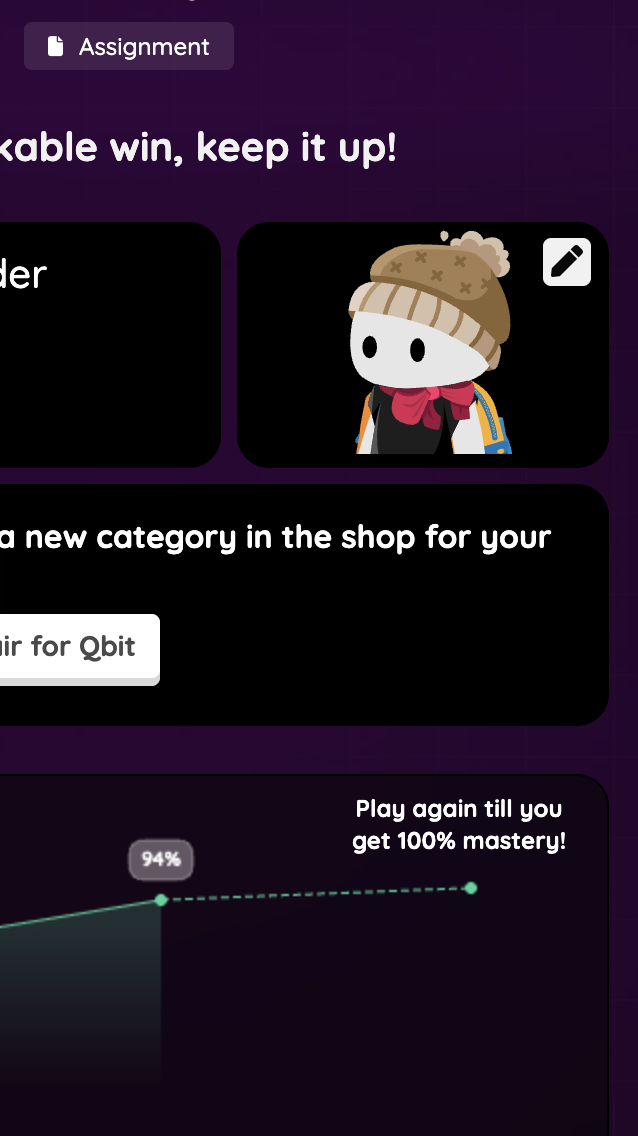 Assignment
kable win, keep it up!
der
a new category in the shop for your
air for Qbit
Play again till you
get 100% mastery!
94%